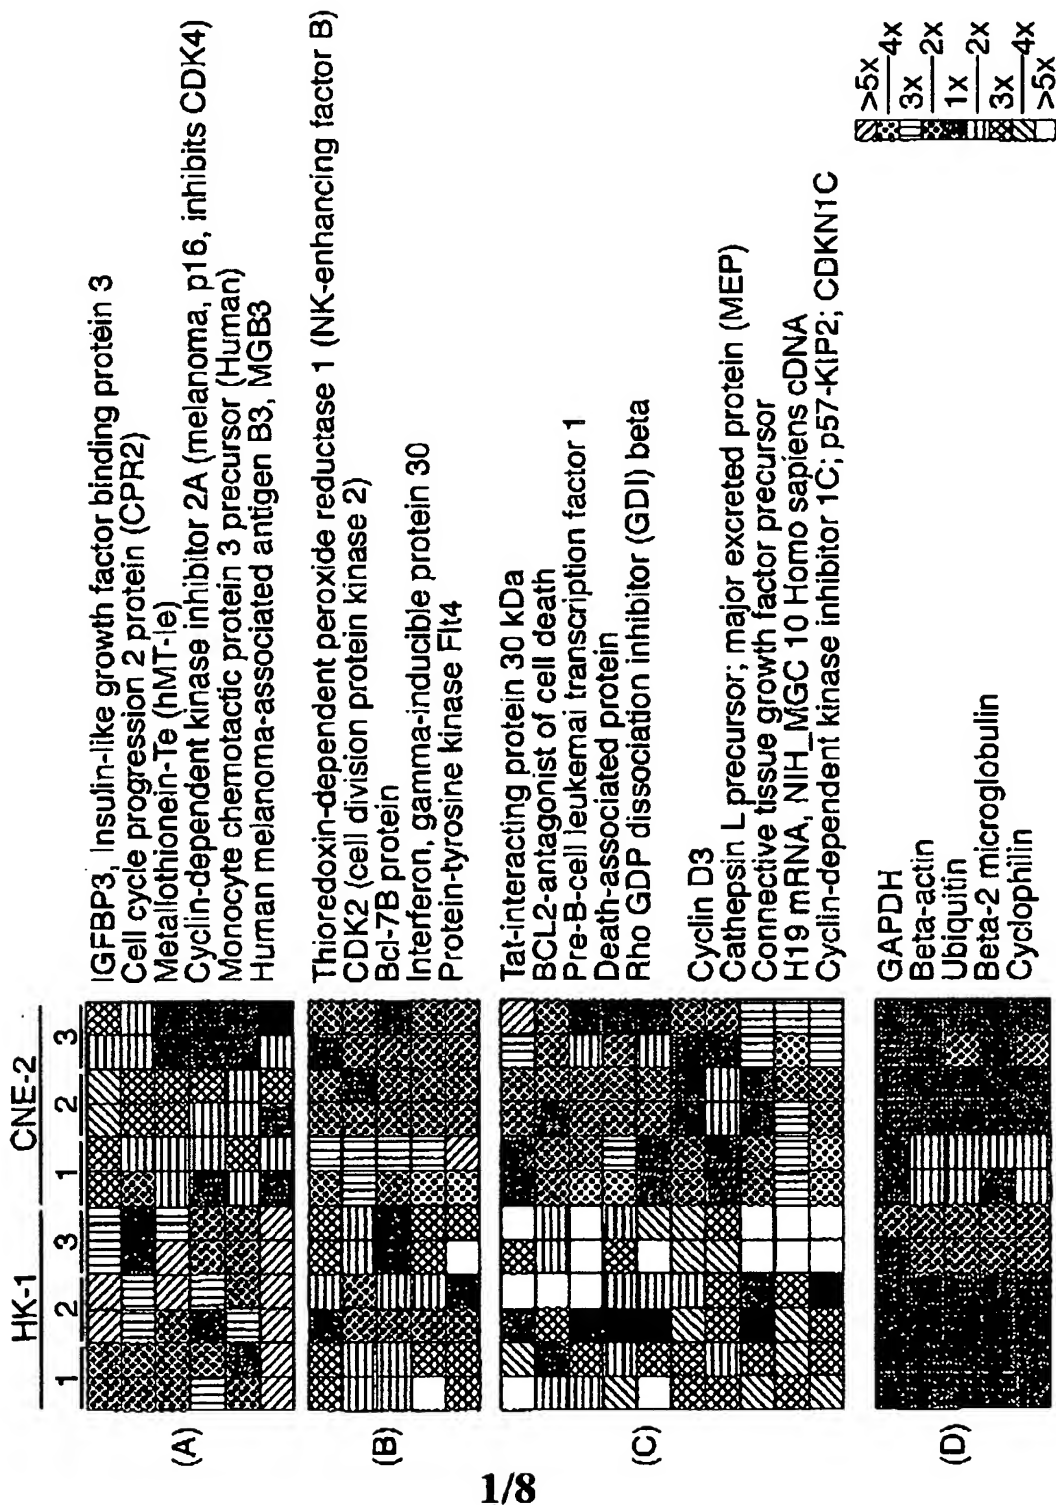 HK-1 CNE-2
1 2 3 1 2 3
(A)
IGFBP3, Insulin-like growth factor binding protein 3
Cell cycle progression 2 protein (CPR2)
Metallothionein-Te (hMT-Ie)
Cyclin-dependent kinase inhibitor 2A (melanoma, p16, inhibits CDK4)
Monocyte chemotactic protein 3 precursor (Human)
Human melanoma-associated antigen B3, MGB3
(B)
Thioredoxin-dependent peroxide reductase 1 (NK-enhancing factor B)
CDK2 (cell division protein kinase 2)
Bcl-7B protein
Interferon, gamma-inducible protein 30
Protein-tyrosine kinase Flt4
(C)
Tat-interacting protein 30 kDa
BCL2-antagonist of cell death
Pre-B-cell leukemai transcription factor 1
Death-associated protein
Rho GDP dissociation inhibitor (GDI) beta
Cyclin D3
Cathepsin L precursor; major excreted protein (MEP)
Connective tissue growth factor precursor
H19 mRNA, NIH_MGC 10 Homo sapiens cDNA
Cyclin-dependent kinase inhibitor 1C; p57-KIP2; CDKN1C
(D)
GAPDH
Beta-actin
Ubiquitin
Beta-2 microglobulin
Cyclophilin
>5x
4x
3x
2x
1x
2x
3x
4x
>5x
1/8